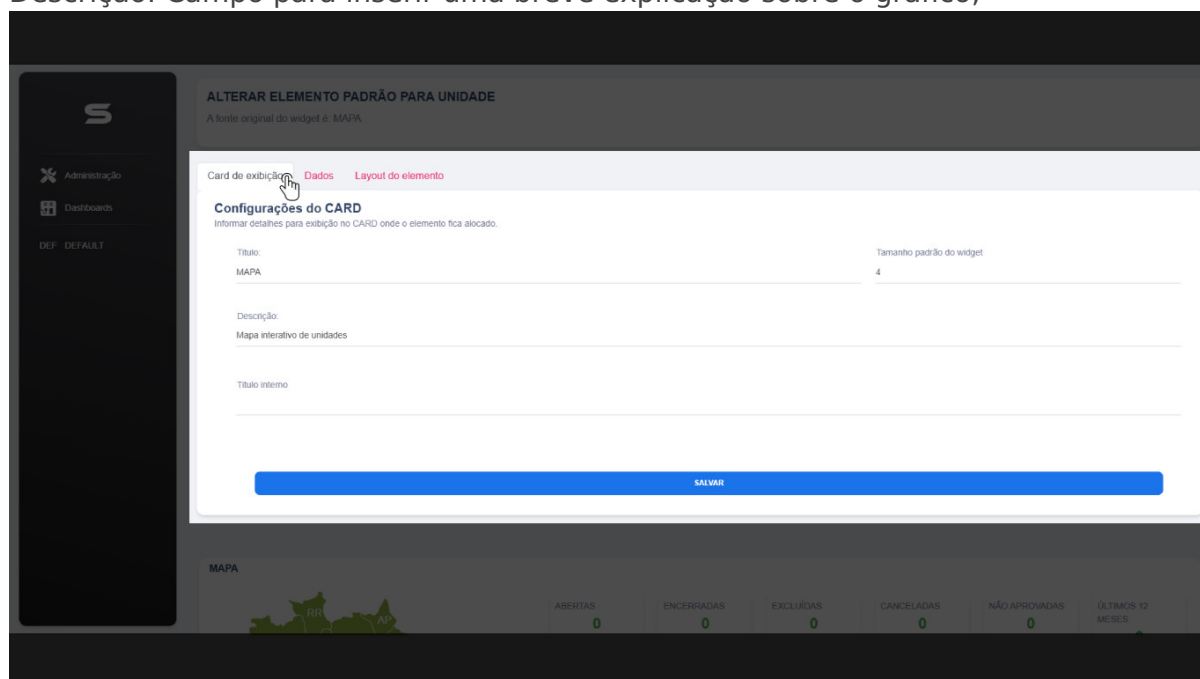 Descrição: Campo para inserir uma breve explicação sobre o gráfico;
S
ALTERAR ELEMENTO PADRÃO PARA UNIDADE
A fonte original do widget é: MAPA
Administração
Dashboards
DEF DEFAULT
Card de exibição Dados Layout do elemento
Configurações do CARD
Informar detalhes para exibição no CARD onde o elemento fica alocado.
Título: Tamanho padrão do widget
MAPA 4
Descrição:
Mapa interativo de unidades
Título interno
SALVAR
MAPA
RR AP
ABERTAS ENCERRADAS EXCLUÍDAS CANCELADAS NÃO APROVADAS ÚLTIMOS 12
MESES
0 0 0 0 0